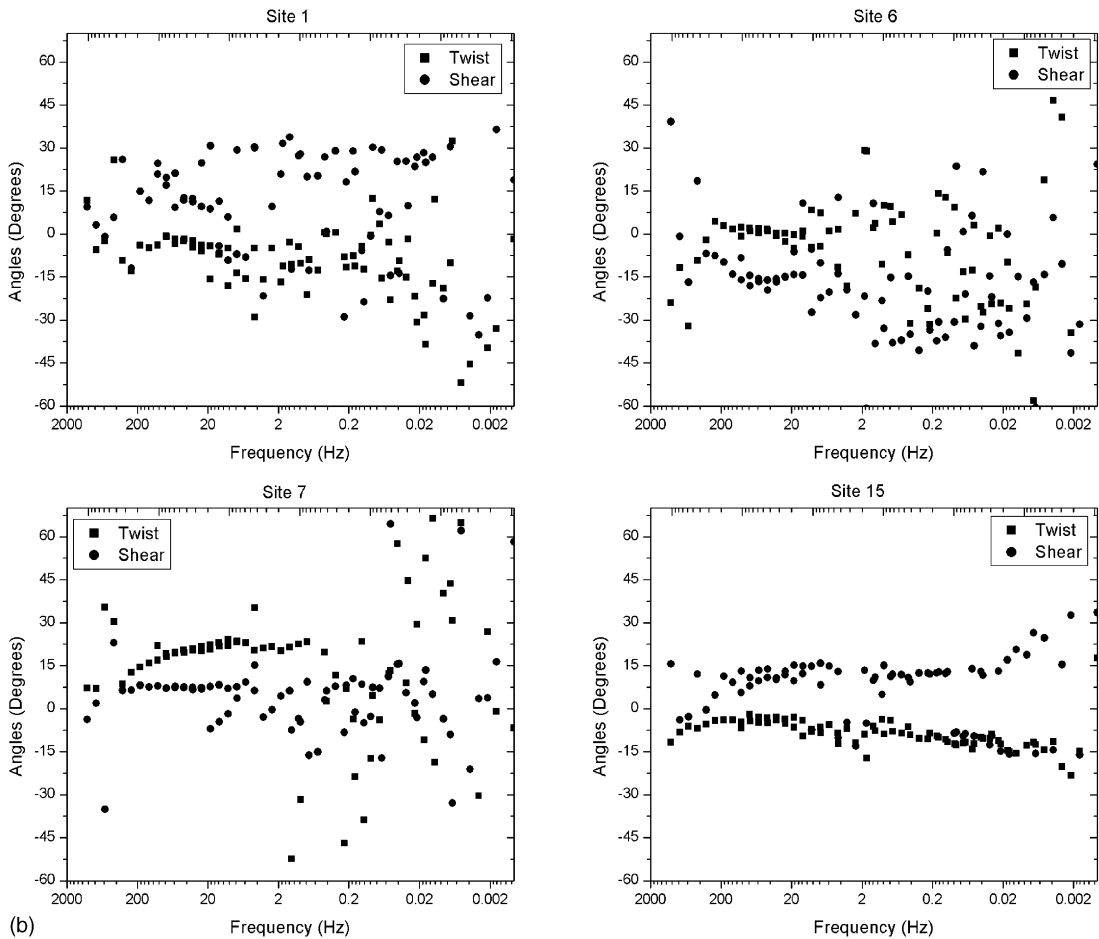 Site 1
Twist
Shear
60
45
30
15
0
-15
-30
-45
-60
Angles (Degrees)
2000 200 20 2 0.2 0.02 0.002
Frequency (Hz)
Site 6
Twist
Shear
60
45
30
15
0
-15
-30
-45
-60
Angles (Degrees)
2000 200 20 2 0.2 0.02 0.002
Frequency (Hz)
Site 7
Twist
Shear
60
45
30
15
0
-15
-30
-45
-60
Angles (Degrees)
2000 200 20 2 0.2 0.02 0.002
Frequency (Hz)
Site 15
Twist
Shear
60
45
30
15
0
-15
-30
-45
-60
Angles (Degrees)
2000 200 20 2 0.2 0.02 0.002
Frequency (Hz)
(b)